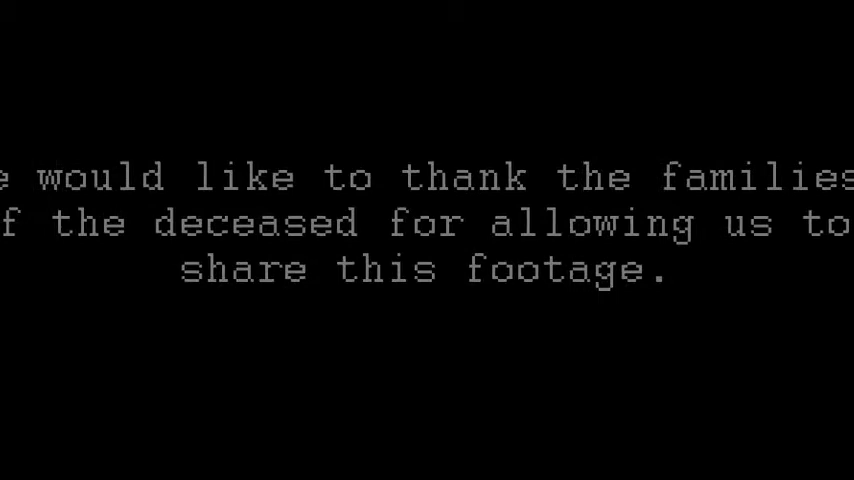 e would like to thank the families
f the deceased for allowing us to
share this footage.